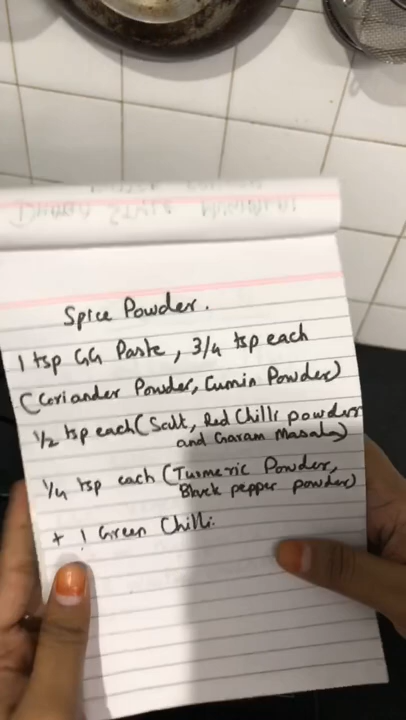 Spice Powder.
1 tsp GG Paste, 3/4 tsp each
(Coriander Powder, Cumin Powder)
1/2 tsp each (Salt, Red Chilli powder
and Garam Masala)
1/4 tsp each (Turmeric Powder,
Black pepper powder)
+ 1 Green Chilli.